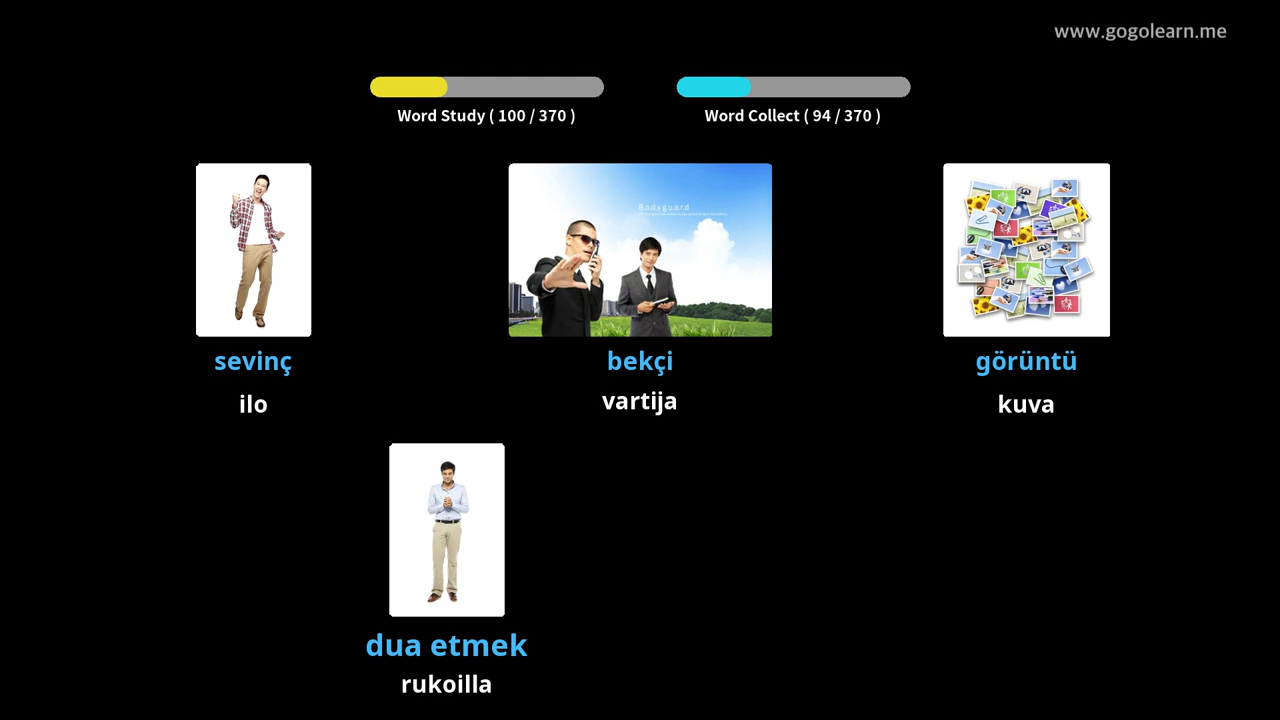 www.gogolearn.me
Word Study ( 100 / 370 )
Word Collect ( 94 / 370 )
Bodyguard
sevinç
bekçi
görüntü
ilo
vartija
kuva
dua etmek
rukoilla